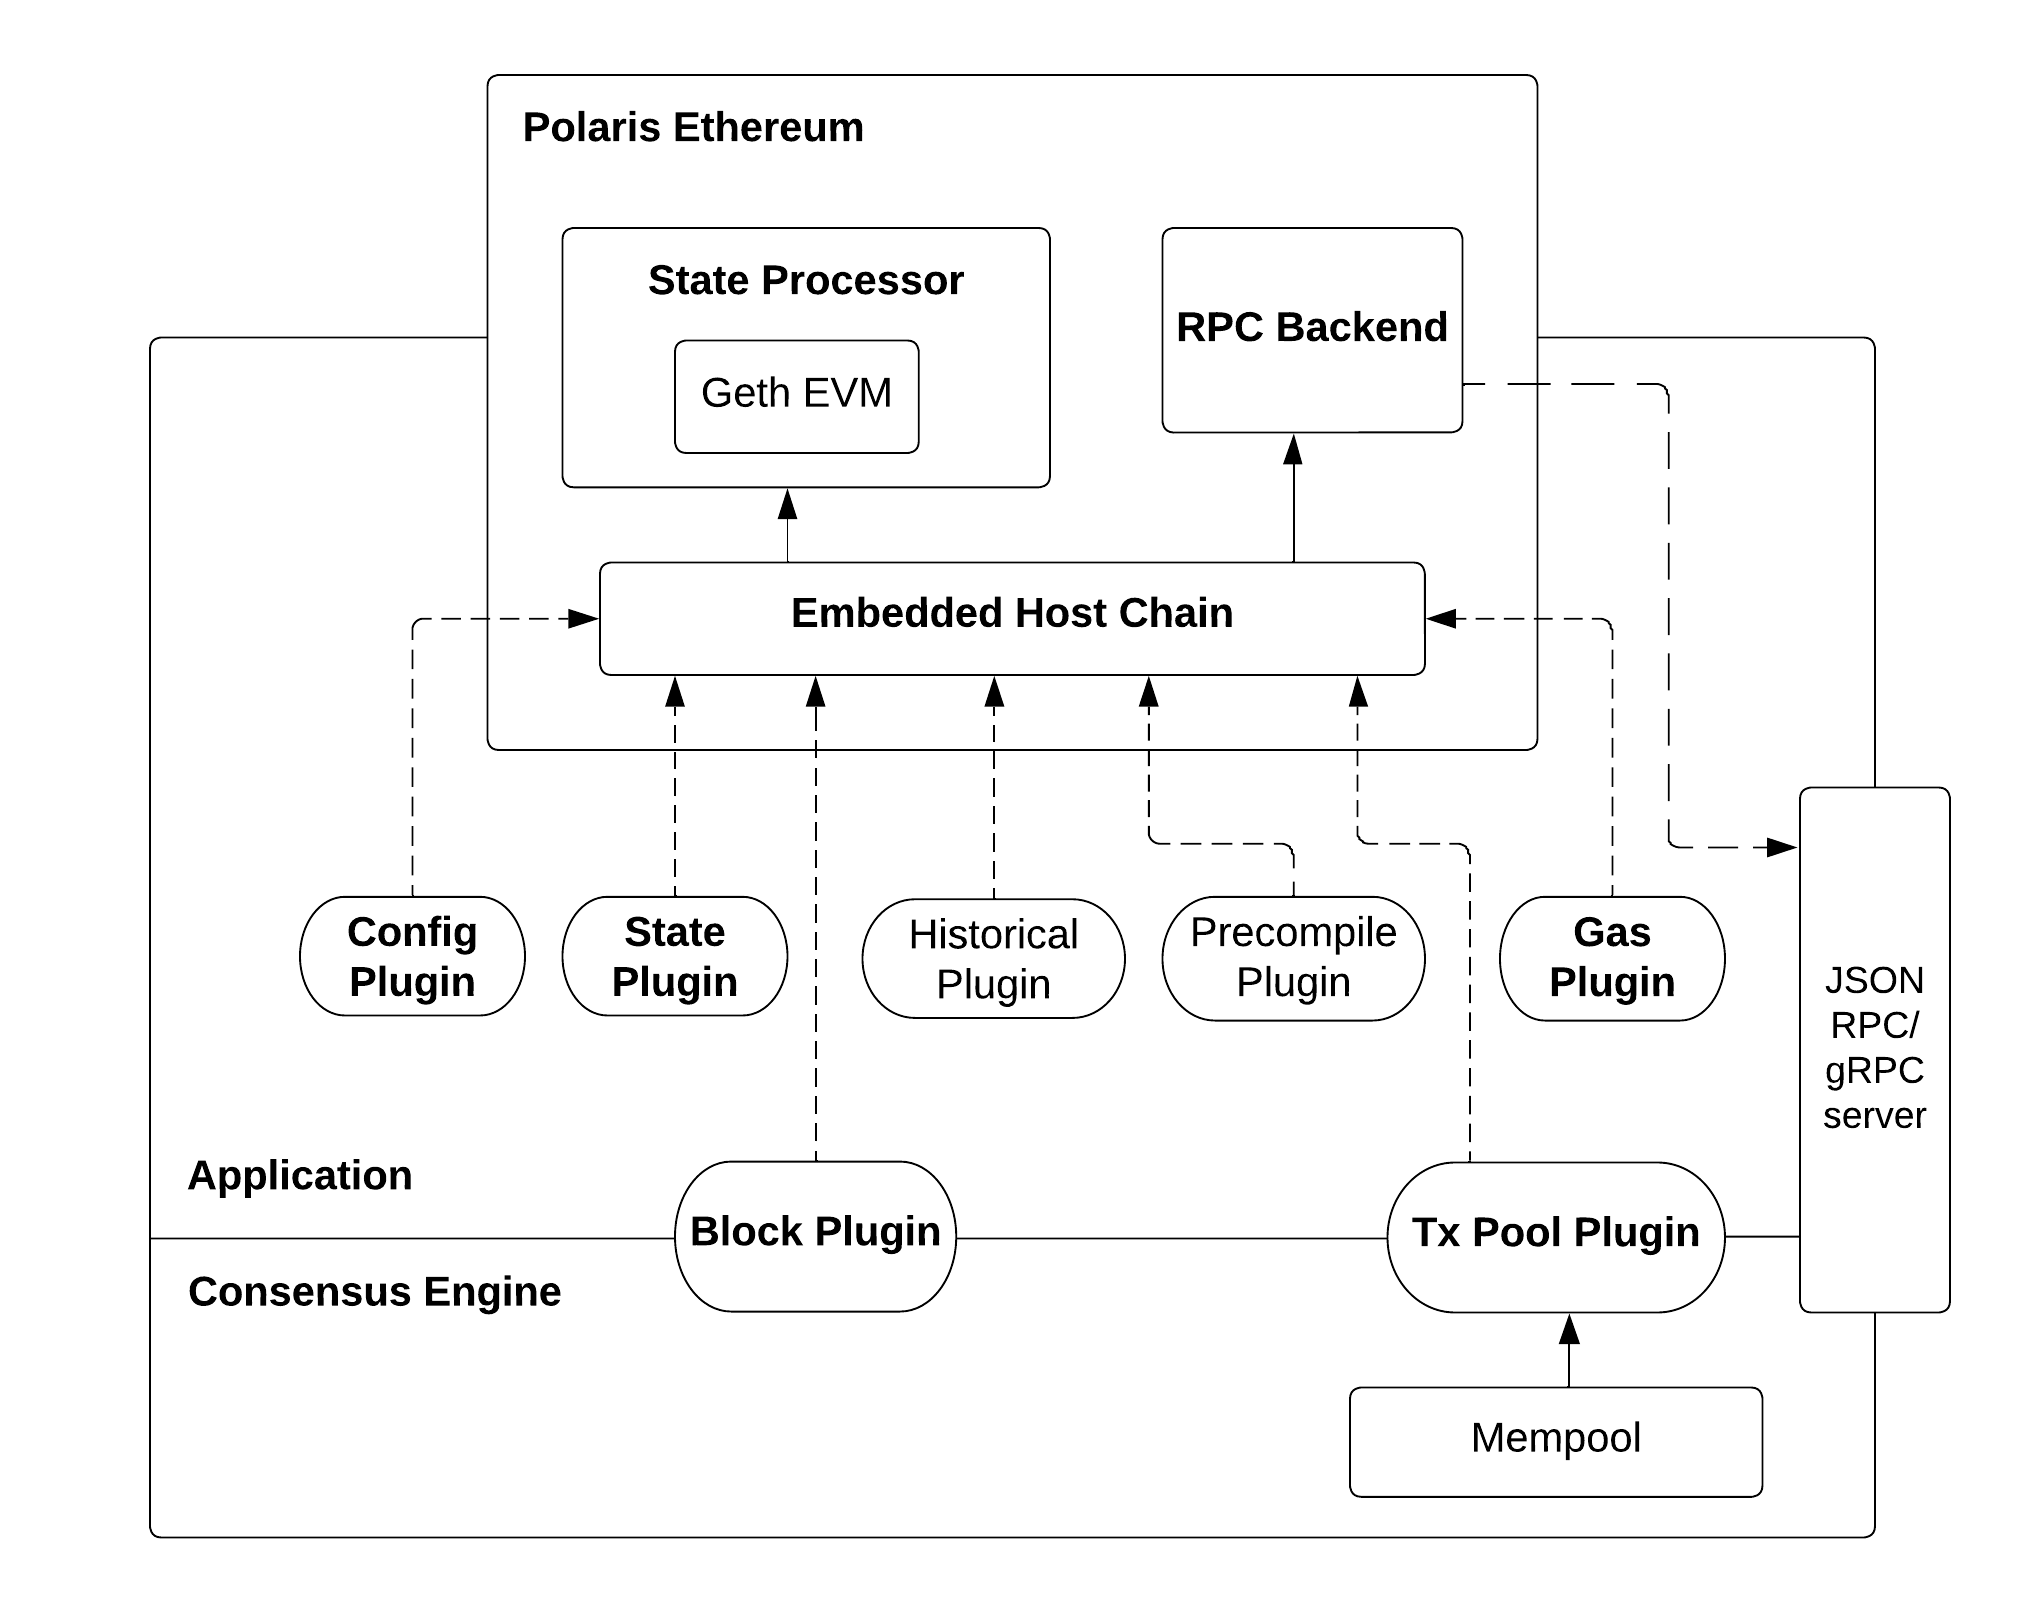 Polaris Ethereum
State Processor
Geth EVM
RPC Backend
Embedded Host Chain
Config
Plugin
State
Plugin
Historical
Plugin
Precompile
Plugin
Gas
Plugin
JSON
RPC/
gRPC
server
Application
Block Plugin
Tx Pool Plugin
Consensus Engine
Mempool